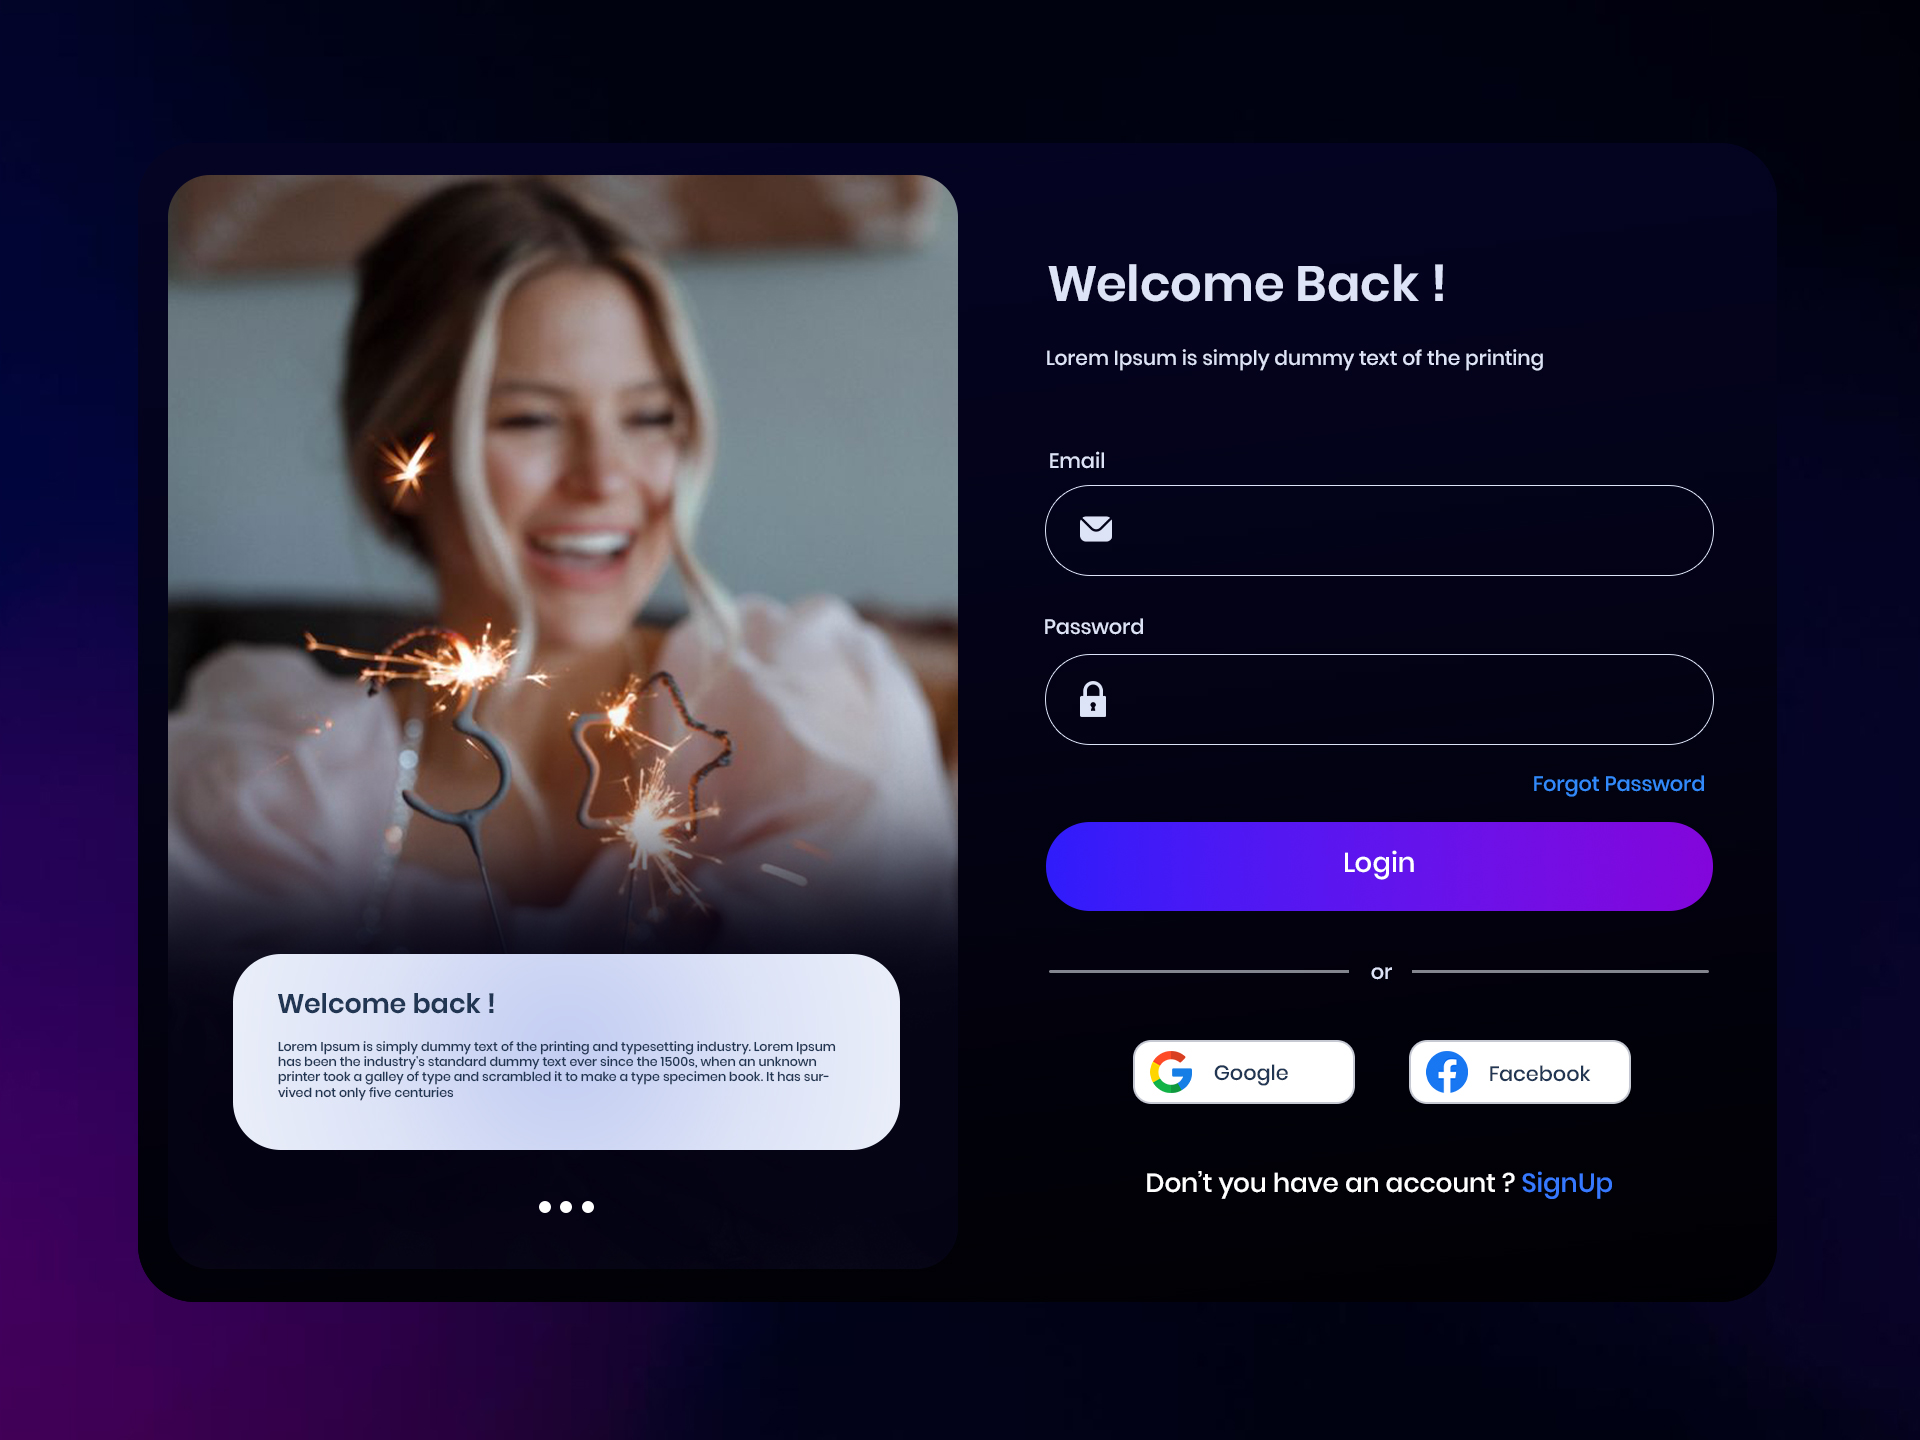 Welcome Back !
Lorem Ipsum is simply dummy text of the printing
Email
Password
Forgot Password
Login
or
Google
Facebook
Don't you have an account ? SignUp
Welcome back !
Lorem Ipsum is simply dummy text of the printing and typesetting industry. Lorem Ipsum
has been the industry's standard dummy text ever since the 1500s, when an unknown
printer took a galley of type and scrambled it to make a type specimen book. It has sur-
vived not only five centuries